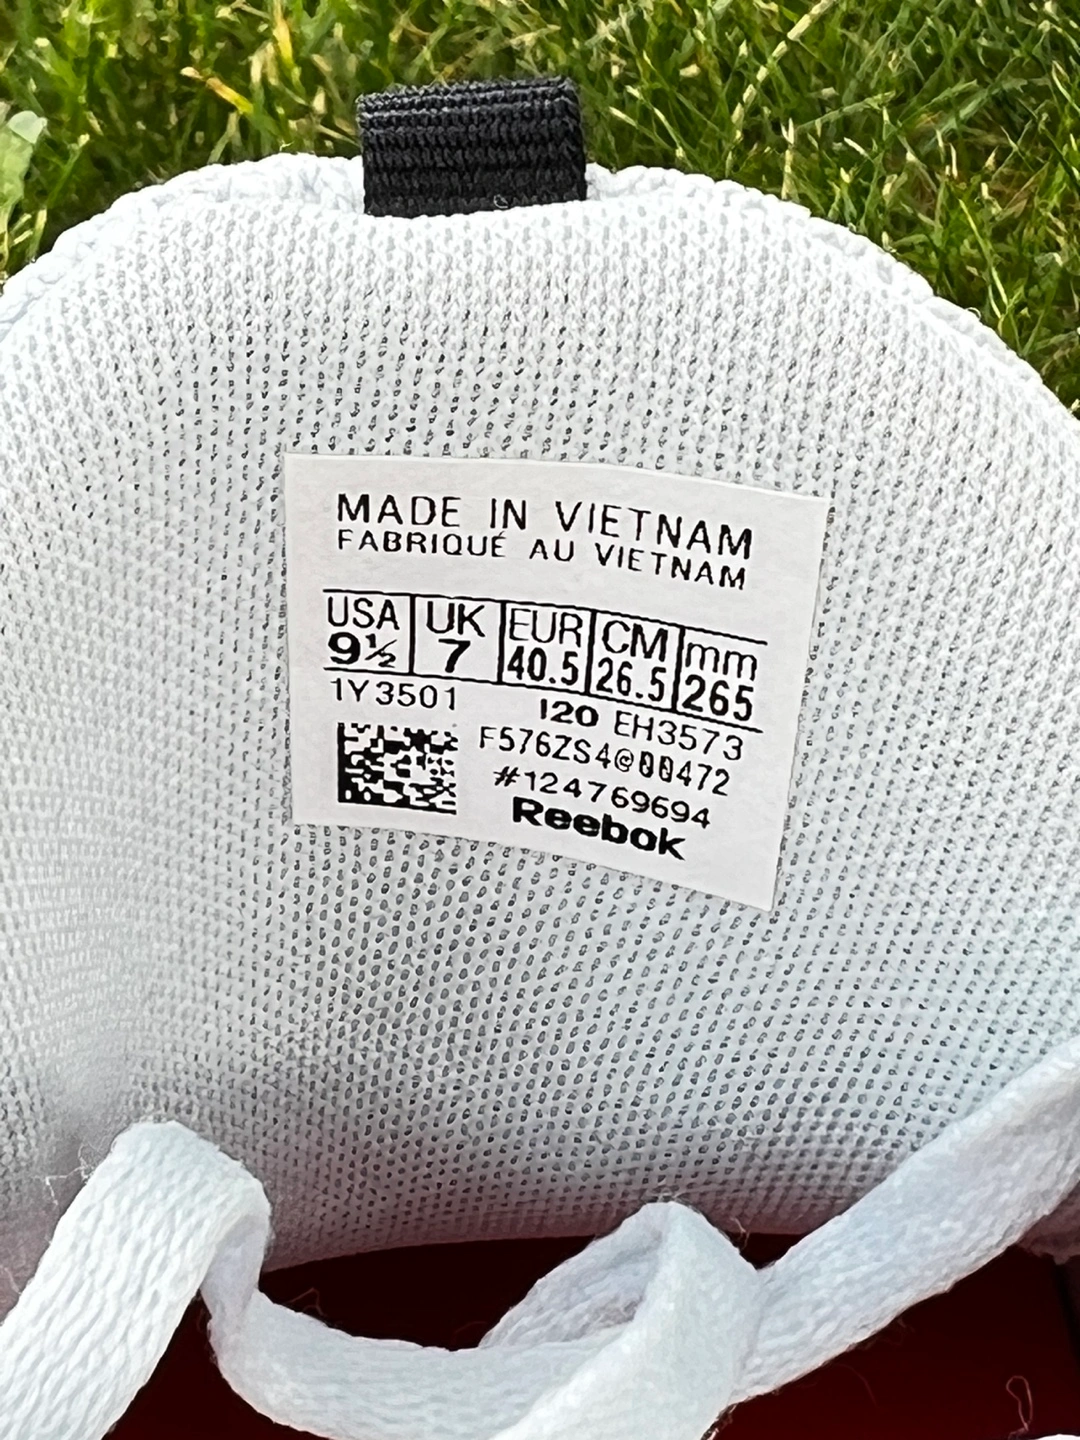 MADE IN VIETNAM
FABRIQUÉ AU VIETNAM
USA UK EUR CM mm
9½ 7 40.5 26.5 265
1Y3501 I20 EH3573
F576ZS4@00472
#124769694
Reebok